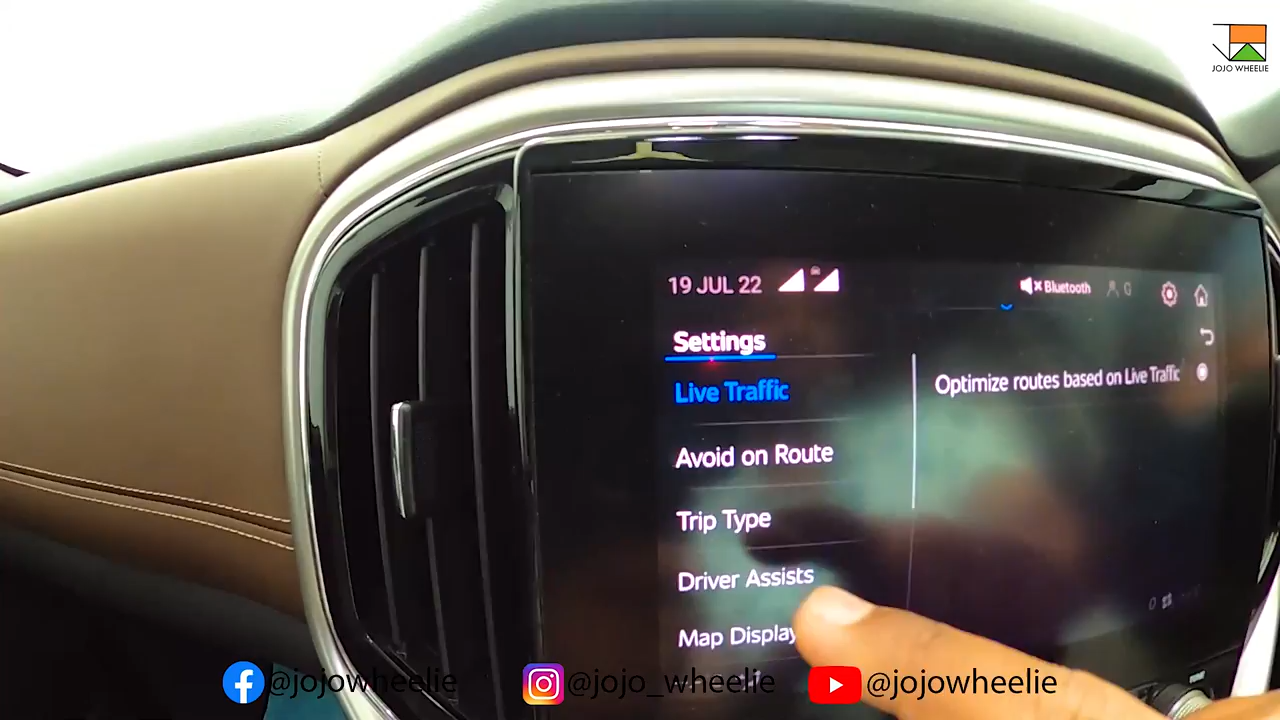 JOJO WHEELIE
19 JUL 22
Bluetooth
Settings
Live Traffic
Optimize routes based on Live Traffic
Avoid on Route
Trip Type
Driver Assists
Map Display
@jojowheelie
@jojo_wheelie
@jojowheelie